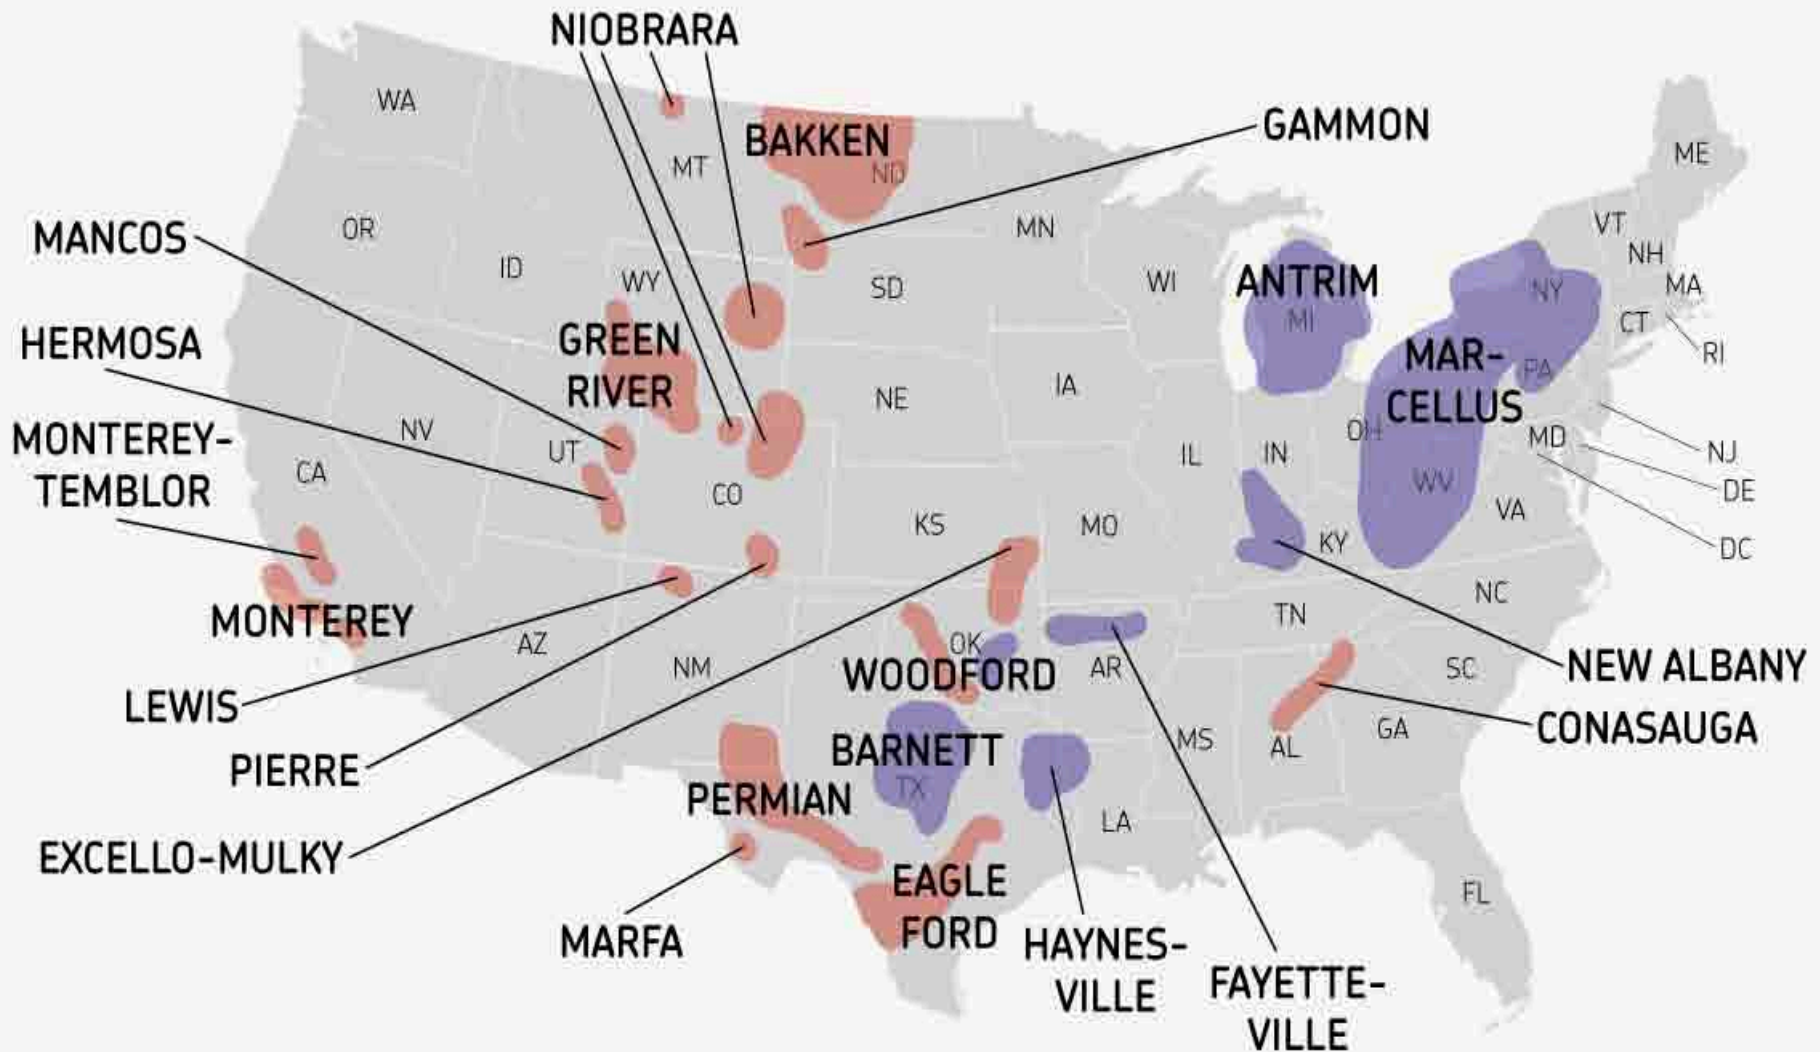 NIOBRARA
WA
BAKKEN
GAMMON
MT
ND
ME
MANCOS
OR
MN
VT
NH
ID
WY
SD
WI
ANTRIM
NY
MA
MI
CT
HERMOSA
GREEN
RIVER
MAR-
CELLUS
PA
RI
IA
NE
MONTEREY-
TEMBLOR
NV
UT
OH
MD
NJ
CA
CO
IL
IN
WV
DE
KS
MO
VA
KY
DC
MONTEREY
AZ
NM
OK
WOODFORD
AR
TN
NC
SC
NEW ALBANY
LEWIS
CONASAUGA
PIERRE
BARNETT
TX
MS
AL
GA
PERMIAN
LA
EXCELLO-MULKY
EAGLE
FORD
FL
MARFA
HAYNES-
VILLE
FAYETTE-
VILLE